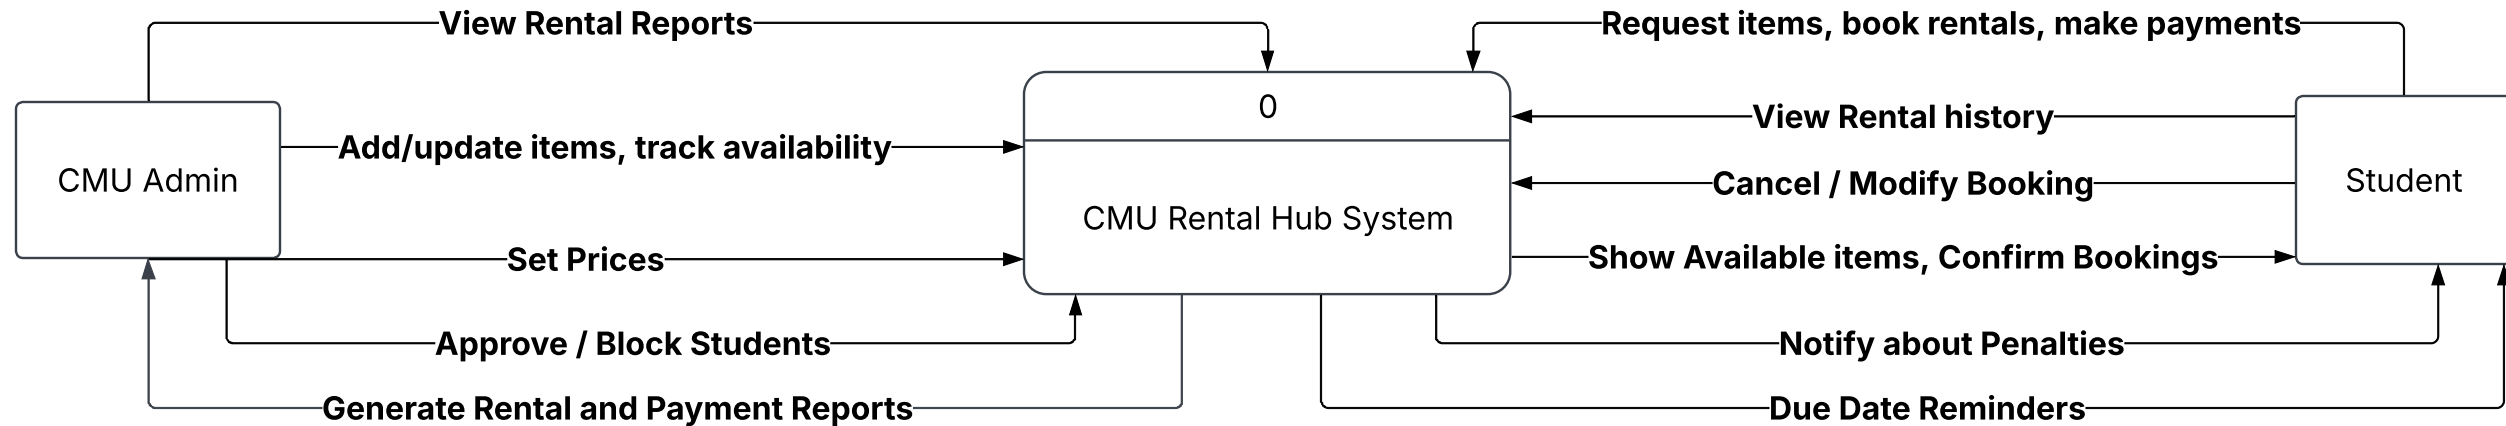 View Rental Reports
Request items, book rentals, make payments
0
View Rental history
Add/update items, track availability
CMU Admin
Cancel / Modify Booking
Student
CMU Rental Hub System
Set Prices
Show Available items, Confirm Bookings
Approve / Block Students
Notify about Penalties
Generate Rental and Payment Reports
Due Date Reminders